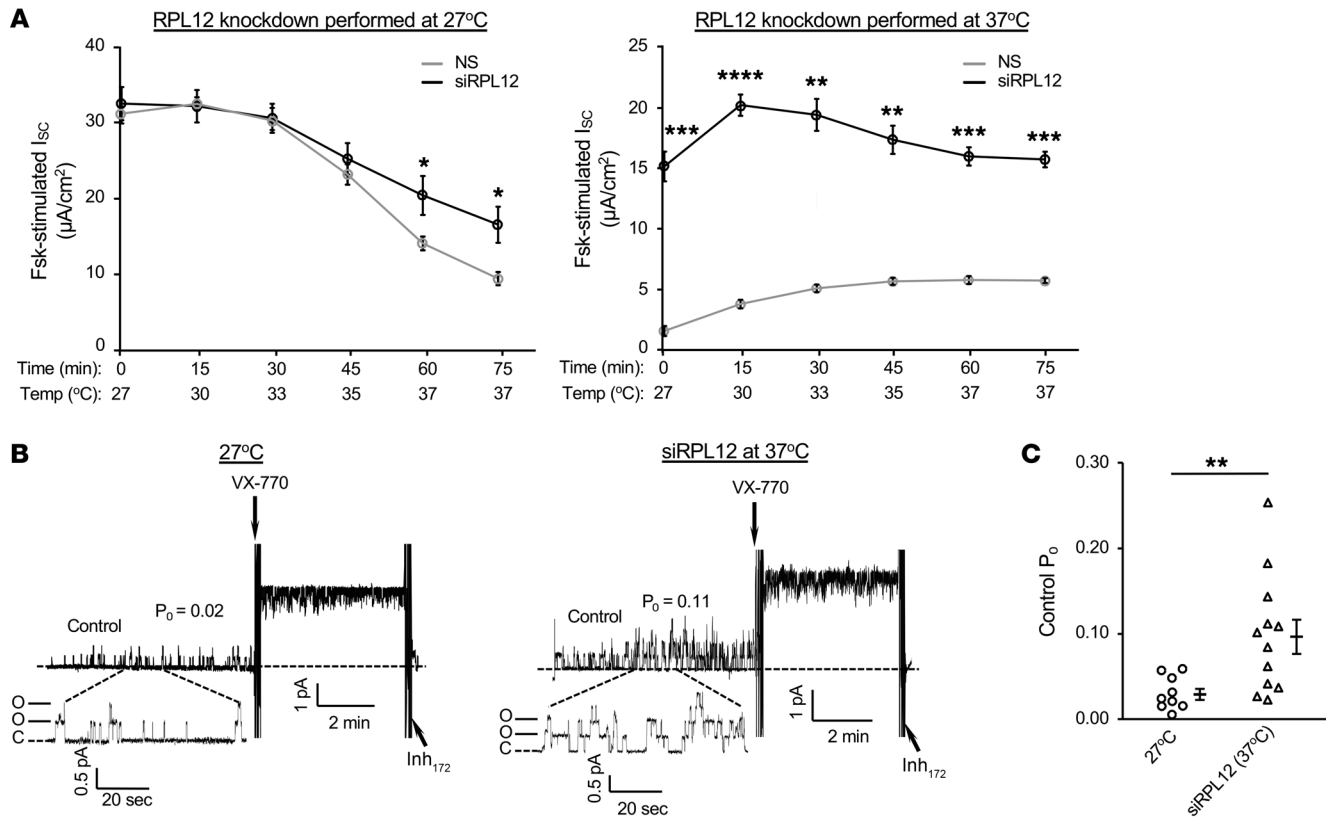 A
RPL12 knockdown performed at 27°C
40
30
20
10
0
Fsk-stimulated ISC
(µA/cm²)
NS
siRPL12
*
*
Time (min): 0 15 30 45 60 75
Temp (°C): 27 30 33 35 37 37
RPL12 knockdown performed at 37°C
25
20
15
10
5
0
Fsk-stimulated ISC
(µA/cm²)
NS
siRPL12
***
****
**
**
***
***
Time (min): 0 15 30 45 60 75
Temp (°C): 27 30 33 35 37 37
B
27°C
VX-770
P₀ = 0.02
Control
O
O
C
0.5 pA
20 sec
1 pA
2 min
Inh₁₇₂
siRPL12 at 37°C
VX-770
P₀ = 0.11
Control
O
O
C
0.5 pA
20 sec
1 pA
2 min
Inh₁₇₂
C
0.30
0.20
0.10
0.00
Control P₀
**
27°C
siRPL12 (37°C)